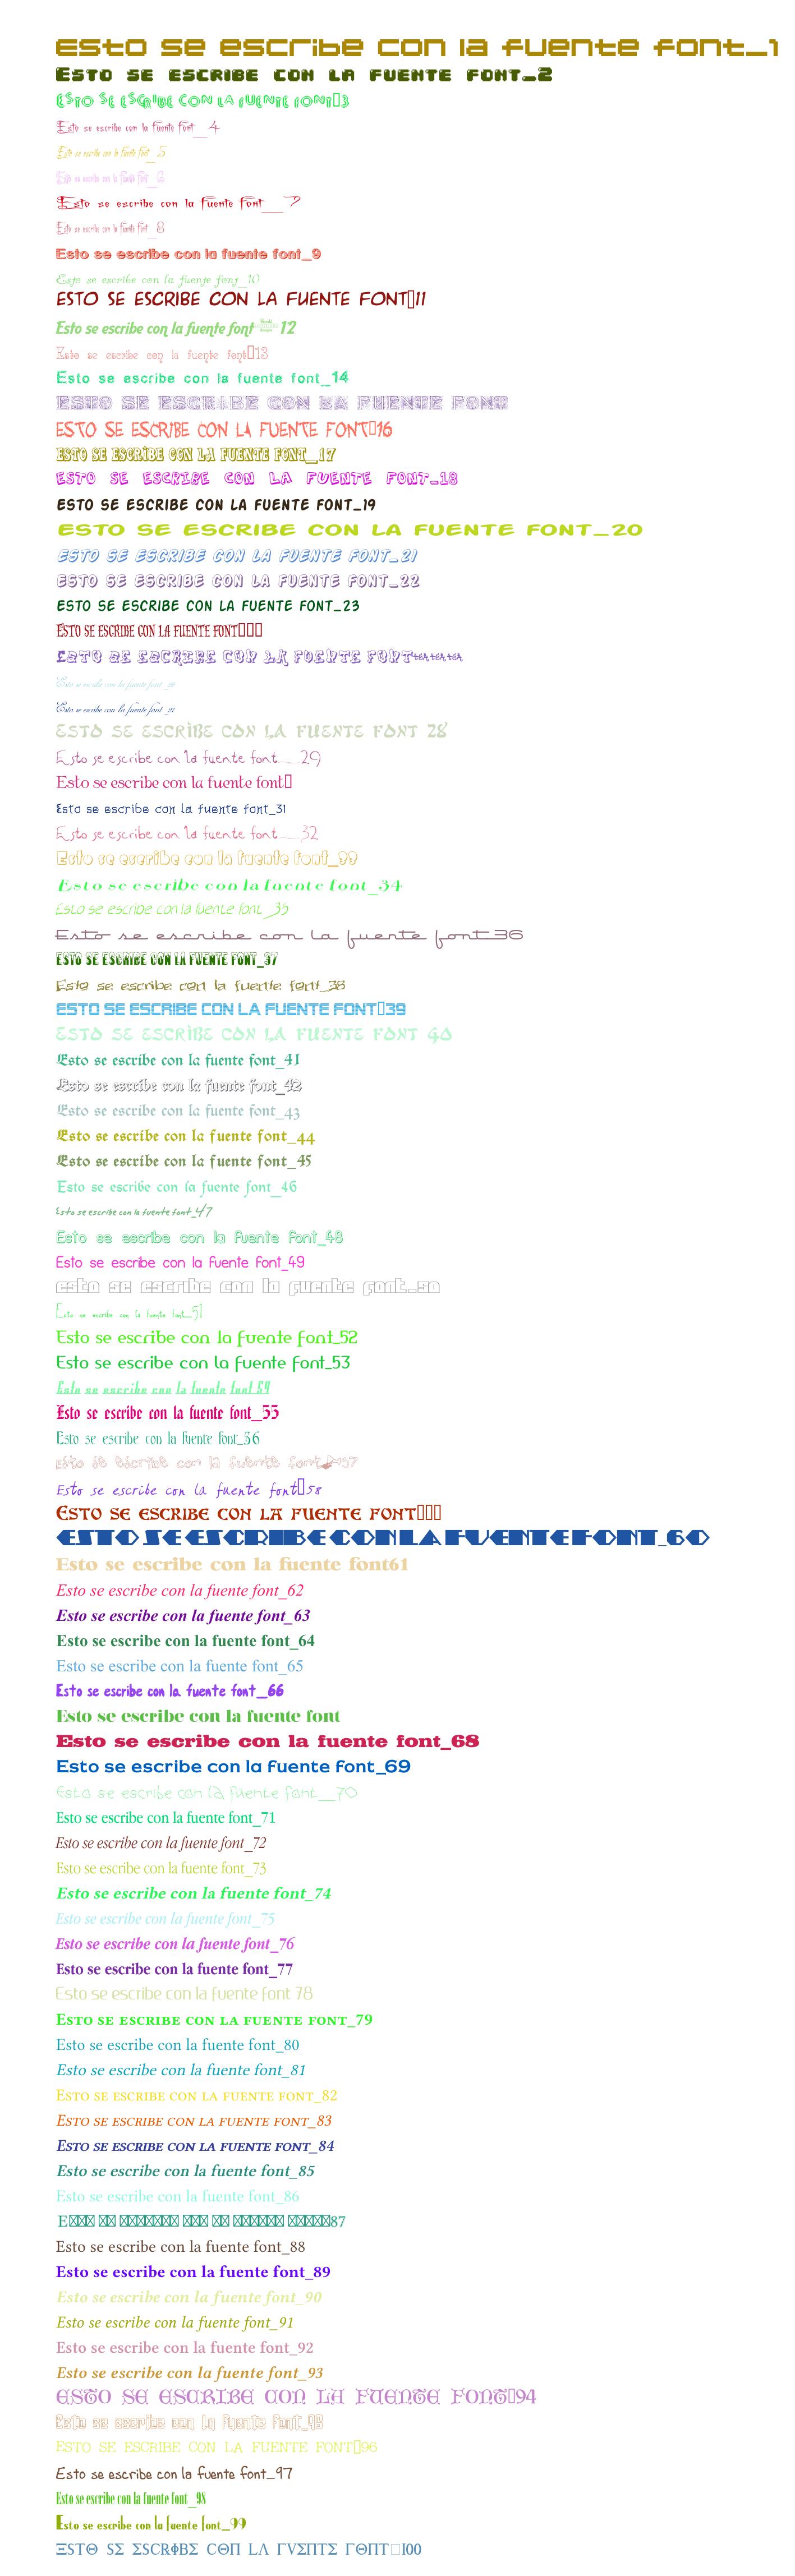 Esto se escribe con la fuente font_1
Esto se escribe con la fuente font_2
Esto se escribe con la fuente font□3
Esto se escribe con la fuente font_4
Esto se escribe con la fuente font_5
Esto se escribe con la fuente font_6
Esto se escribe con la fuente font_7
Esto se escribe con la fuente font_8
Esto se escribe con la fuente font_9
Esto se escribe con la fuente font_10
ESTO SE ESCRIBE CON LA FUENTE FONT□11
Esto se escribe con la fuente font 12
Esto se escribe con la fuente font□13
Esto se escribe con la fuente font_14
ESTO SE ESCRIBE CON LA FUENTE FONT
ESTO SE ESCRIBE CON LA FUENTE FONT□16
ESTO SE ESCRIBE CON LA FUENTE FONT_17
ESTO SE ESCRIBE CON LA FUENTE FONT_18
ESTO SE ESCRIBE CON LA FUENTE FONT_19
ESTO SE ESCRIBE CON LA FUENTE FONT_20
ESTO SE ESCRIBE CON LA FUENTE FONT_21
ESTO SE ESCRIBE CON LA FUENTE FONT_22
ESTO SE ESCRIBE CON LA FUENTE FONT_23
ESTO SE ESCRIBE CON LA FUENTE FONT□□□
ESTO SE ESCRIBE CON LA FUENTE FONT
Esto se escribe con la fuente font_26
Esto se escribe con la fuente font_27
ESTO SE ESCRIBE CON LA FUENTE FONT 28
Esto se escribe con la fuente font_29
Esto se escribe con la fuente font□
Esto se escribe con la fuente font_31
Esto se escribe con la fuente font_32
Esto se escribe con la fuente font_99
Esto se escribe con la fuente font_34
Esto se escribe con la fuente font_35
Esto se escribe con la fuente font.36
ESTO SE ESCRIBE CON LA FUENTE FONT_37
Esto se escribe con la fuente font_38
ESTO SE ESCRIBE CON LA FUENTE FONT□39
ESTO SE ESCRIBE CON LA FUENTE FONT 40
Esto se escribe con la fuente font_41
Esto se escribe con la fuente font_42
Esto se escribe con la fuente font_43
Esto se escribe con la fuente font_44
Esto se escribe con la fuente font_45
Esto se escribe con la fuente font_46
Esto se escribe con la fuente font_47
Esto se escribe con la fuente font_48
Esto se escribe con la fuente font_49
esto se escribe con la fuente font_50
Esto se escribe con la fuente font_51
Esto se escribe con la fuente font_52
Esto se escribe con la fuente font_53
Esto se escribe con la fuente font_54
Esto se escribe con la fuente font_55
Esto se escribe con la fuente font_56
Esto se escribe con la fuente font 57
Esto se escribe con la fuente font□58
Esto se escribe con la fuente font□□□
ESTO SE ESCRIBE CON LA FUENTE FONT_60
Esto se escribe con la fuente font61
Esto se escribe con la fuente font_62
Esto se escribe con la fuente font_63
Esto se escribe con la fuente font_64
Esto se escribe con la fuente font_65
Esto se escribe con la fuente font_66
Esto se escribe con la fuente font
Esto se escribe con la fuente font_68
Esto se escribe con la fuente font_69
Esto se escribe con la fuente font_70
Esto se escribe con la fuente font_71
Esto se escribe con la fuente font_72
Esto se escribe con la fuente font_73
Esto se escribe con la fuente font_74
Esto se escribe con la fuente font_75
Esto se escribe con la fuente font_76
Esto se escribe con la fuente font_77
Esto se escribe con la fuente font 78
Esto se escribe con la fuente font_79
Esto se escribe con la fuente font_80
Esto se escribe con la fuente font_81
Esto se escribe con la fuente font_82
Esto se escribe con la fuente font_83
Esto se escribe con la fuente font_84
Esto se escribe con la fuente font_85
Esto se escribe con la fuente font_86
Esto se escribe con la fuente font_88
Esto se escribe con la fuente font_89
Esto se escribe con la fuente font_90
Esto se escribe con la fuente font_91
Esto se escribe con la fuente font_92
Esto se escribe con la fuente font_93
ESTO SE ESCRIBE CON LA FUENTE FONT□94
Esto se escribe con la fuente font_95
ESTO SE ESCRIBE CON LA FUENTE FONT□96
Esto se escribe con la fuente font_97
Esto se escribe con la fuente font_98
Esto se escribe con la fuente font_99
ΞSTΘ SΣ ΣSCRΦBΣ CΘΠ LΛ ΓVΣΠTΣ ΓΘΠT□100